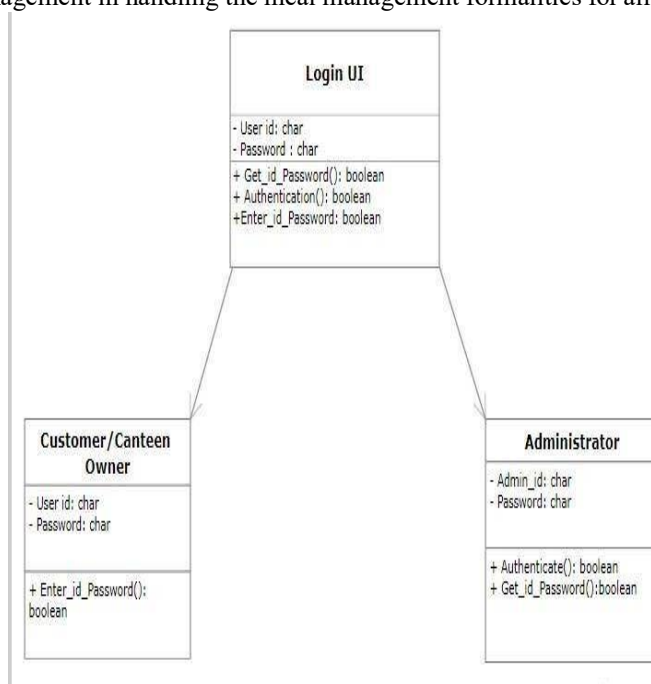 agement in handling the meal management formalities for all
Login UI
- User id: char
- Password : char
+ Get_id_Password(): boolean
+ Authentication(): boolean
+Enter_id_Password: boolean
Customer/Canteen
Owner
- User id: char
- Password: char
+ Enter_id_Password():
boolean
Administrator
- Admin_id: char
- Password: char
+ Authenticate(): boolean
+ Get_id_Password():boolean